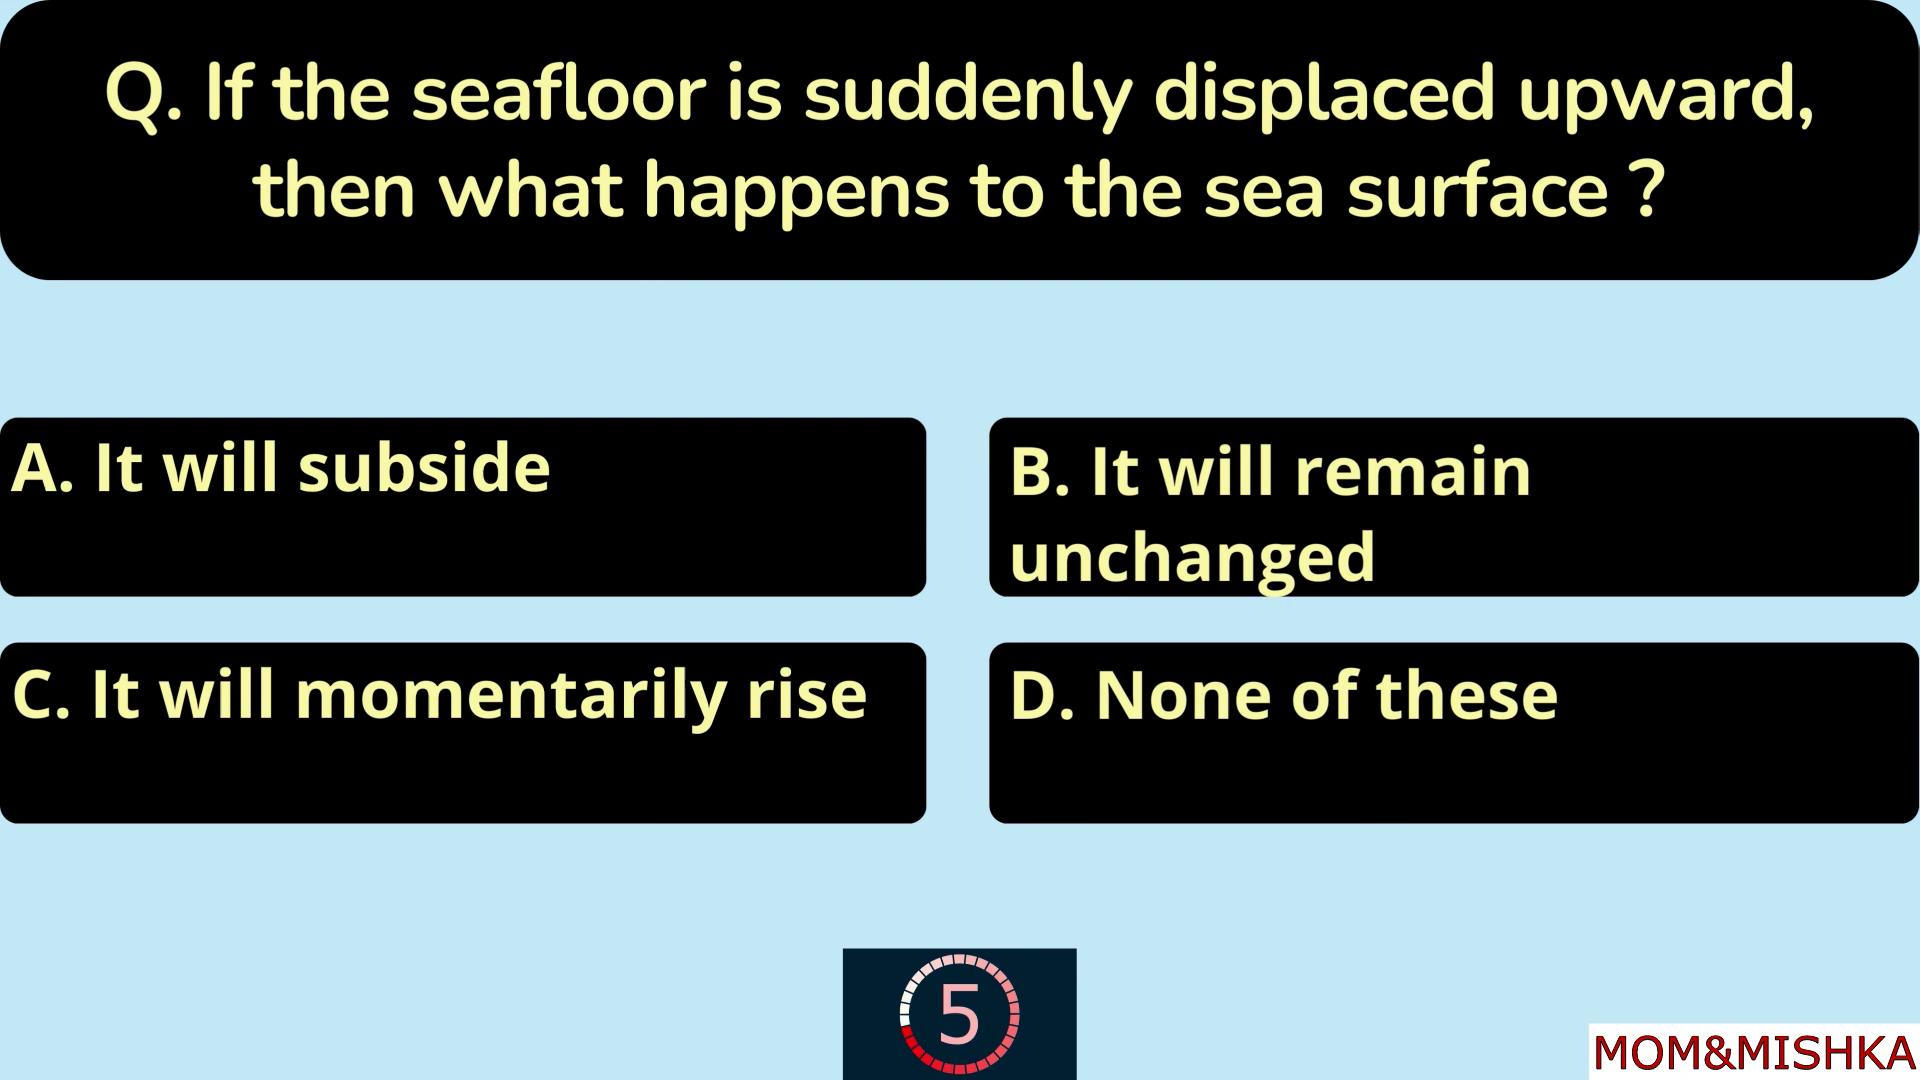 Q. If the seafloor is suddenly displaced upward,
then what happens to the sea surface ?
A. It will subside
B. It will remain
unchanged
C. It will momentarily rise
D. None of these
5
MOM&MISHKA